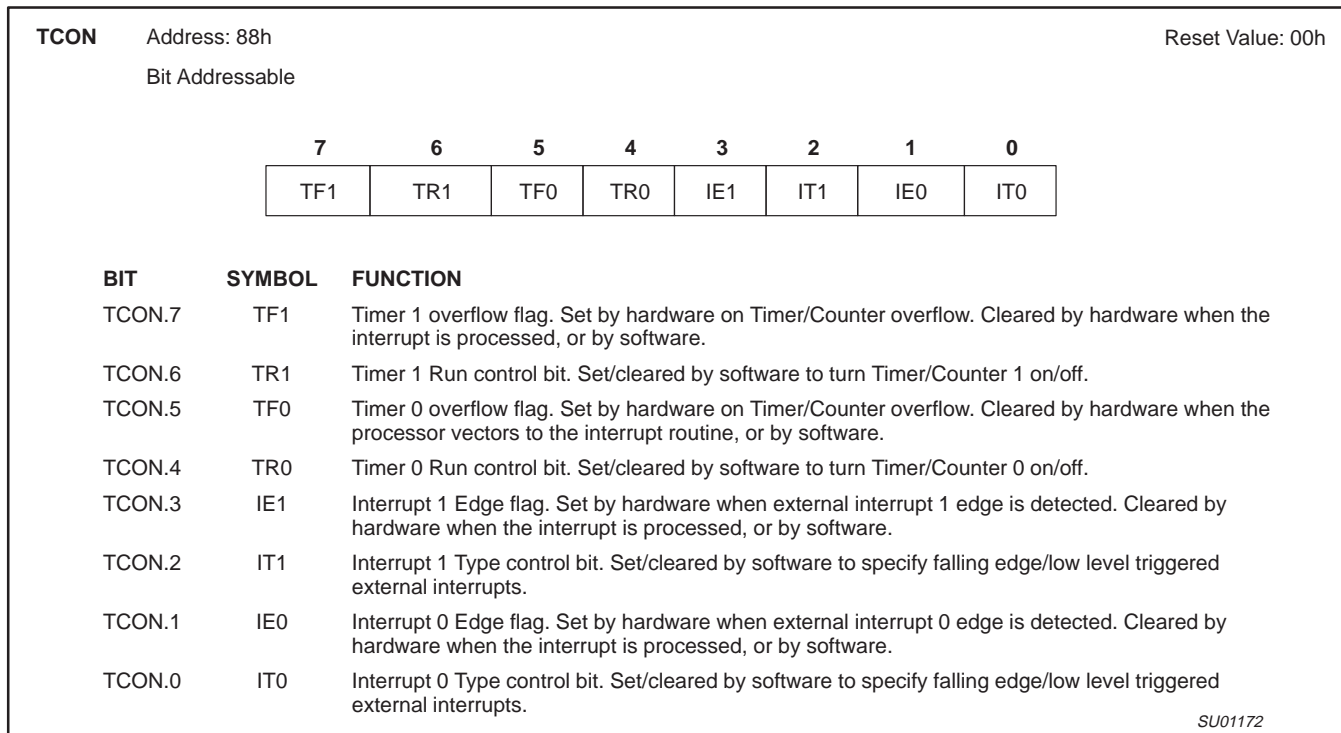 TCON Address: 88h Reset Value: 00h
Bit Addressable
7 6 5 4 3 2 1 0
TF1 TR1 TF0 TR0 IE1 IT1 IE0 IT0
BIT SYMBOL FUNCTION
TCON.7 TF1 Timer 1 overflow flag. Set by hardware on Timer/Counter overflow. Cleared by hardware when the
interrupt is processed, or by software.
TCON.6 TR1 Timer 1 Run control bit. Set/cleared by software to turn Timer/Counter 1 on/off.
TCON.5 TF0 Timer 0 overflow flag. Set by hardware on Timer/Counter overflow. Cleared by hardware when the
processor vectors to the interrupt routine, or by software.
TCON.4 TR0 Timer 0 Run control bit. Set/cleared by software to turn Timer/Counter 0 on/off.
TCON.3 IE1 Interrupt 1 Edge flag. Set by hardware when external interrupt 1 edge is detected. Cleared by
hardware when the interrupt is processed, or by software.
TCON.2 IT1 Interrupt 1 Type control bit. Set/cleared by software to specify falling edge/low level triggered
external interrupts.
TCON.1 IE0 Interrupt 0 Edge flag. Set by hardware when external interrupt 0 edge is detected. Cleared by
hardware when the interrupt is processed, or by software.
TCON.0 IT0 Interrupt 0 Type control bit. Set/cleared by software to specify falling edge/low level triggered
external interrupts.
SU01172